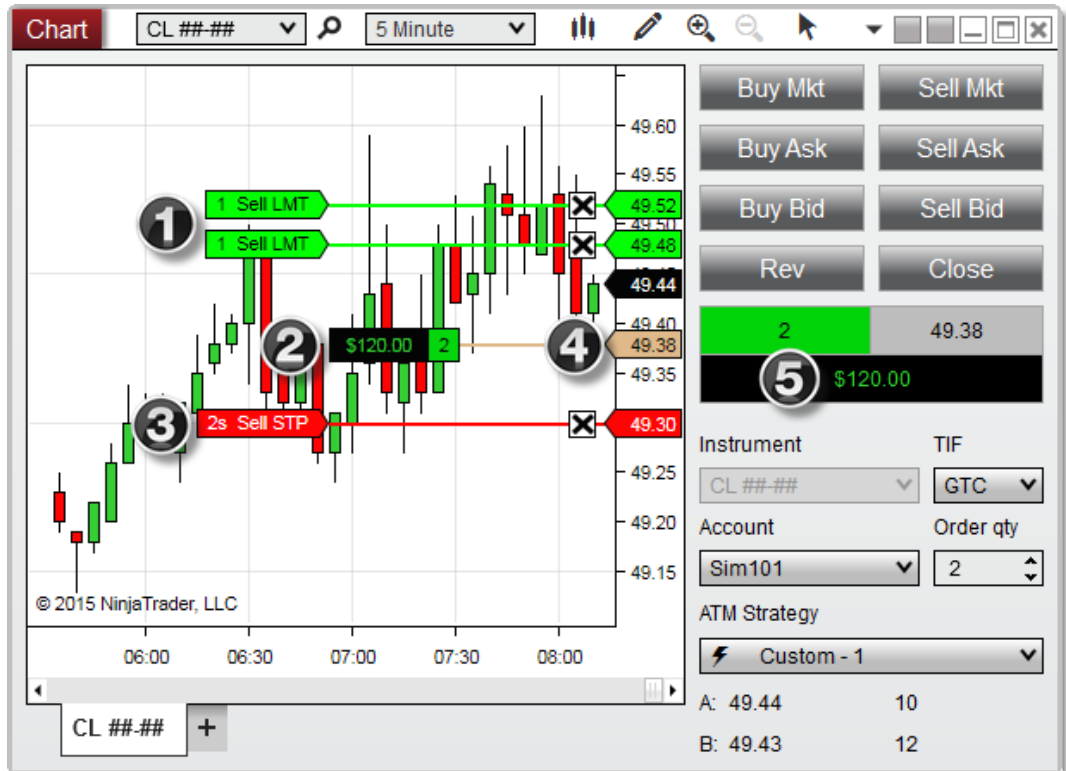 Chart CL ##-## 5 Minute
Buy Mkt Sell Mkt
49.60
Buy Ask Sell Ask
49.55
1 1 Sell LMT 49.52 Buy Bid Sell Bid
49.50
1 Sell LMT 49.48
Rev Close
49.44
49.40 2 49.38
2 $120.00 2 4 49.38
49.35 5 $120.00
3 2s Sell STP 49.30
Instrument TIF
49.25 CL ##-## GTC
49.20 Account Order qty
49.15 Sim101 2
© 2015 NinjaTrader, LLC
ATM Strategy
06:00 06:30 07:00 07:30 08:00 Custom - 1
A: 49.44 10
CL ##-## +
B: 49.43 12